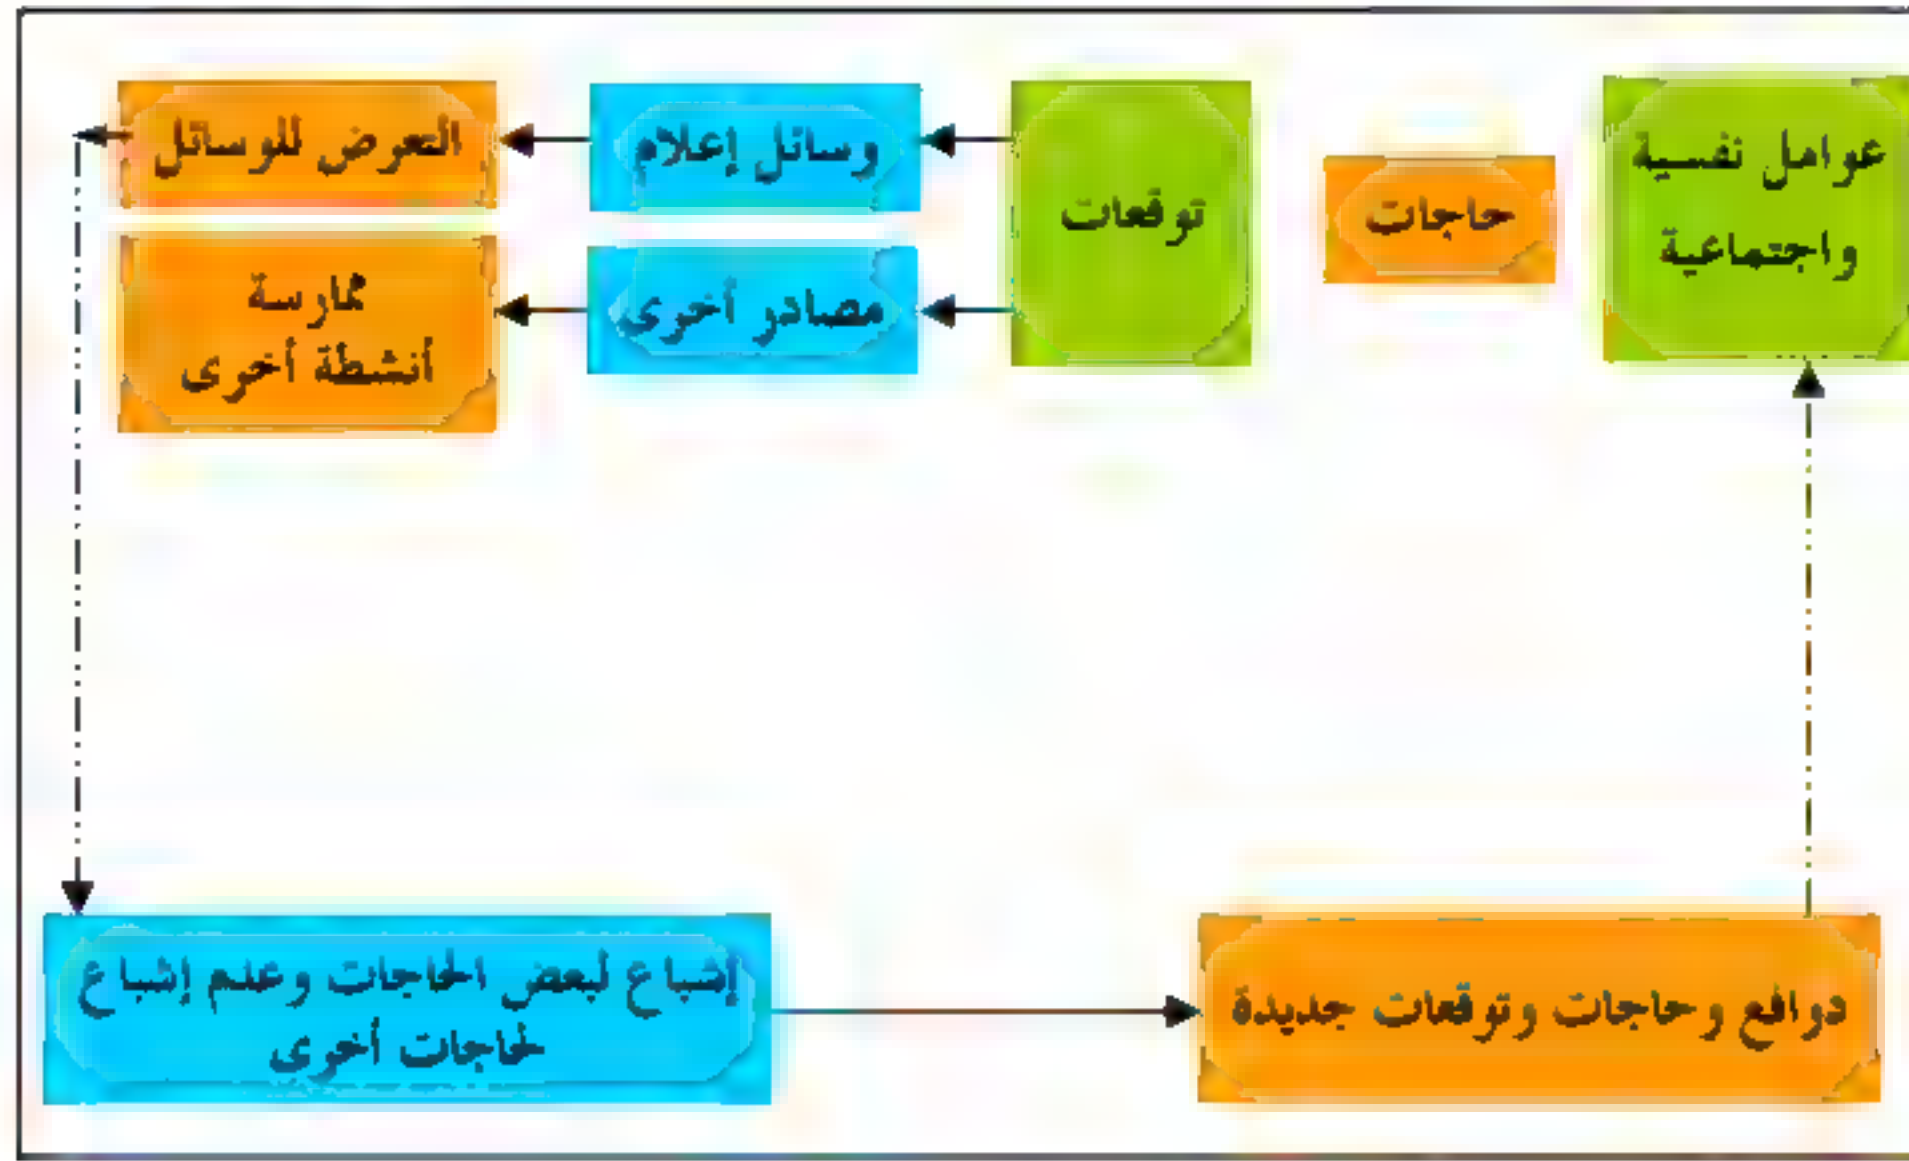 عوامل نفسية
واجتماعية
حاجات
توقعات
وسائل إعلام
التعرض للوسائل
مصادر أخرى
ممارسة
أنشطة أخرى
إشباع لبعض الحاجات وعدم إشباع
لحاجات أخرى
دوافع وحاجات وتوقعات جديدة